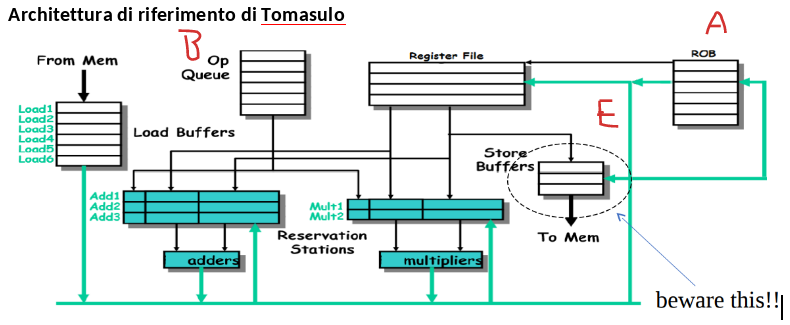 Architettura di riferimento di Tomasulo
A
B
From Mem
Op
Queue
Register File
ROB
Load1
Load2
Load3
Load4
Load5
Load6
Load Buffers
E
Store
Buffers
Add1
Add2
Add3
Mult1
Mult2
Reservation
Stations
To Mem
adders
multipliers
beware this!!